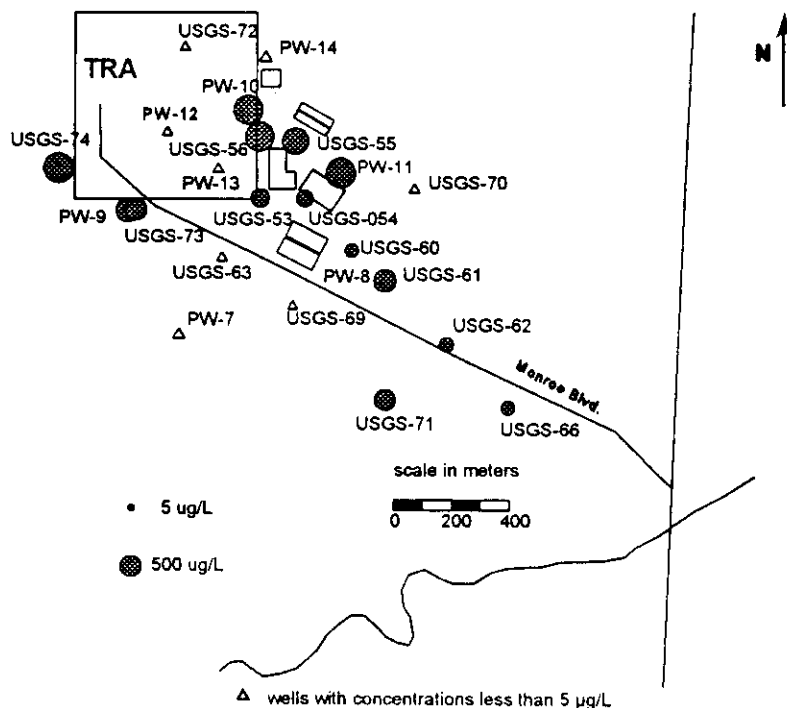 USGS-72
PW-14
N
TRA
PW-10
PW-12
USGS-74
USGS-55
USGS-56
PW-11
PW-13
USGS-70
USGS-53
USGS-054
PW-9
USGS-73
USGS-60
USGS-63
PW-8
USGS-61
PW-7
USGS-69
USGS-62
Monroe Blvd.
USGS-71
USGS-66
scale in meters
0 200 400
5 ug/L
500 ug/L
wells with concentrations less than 5 µg/L